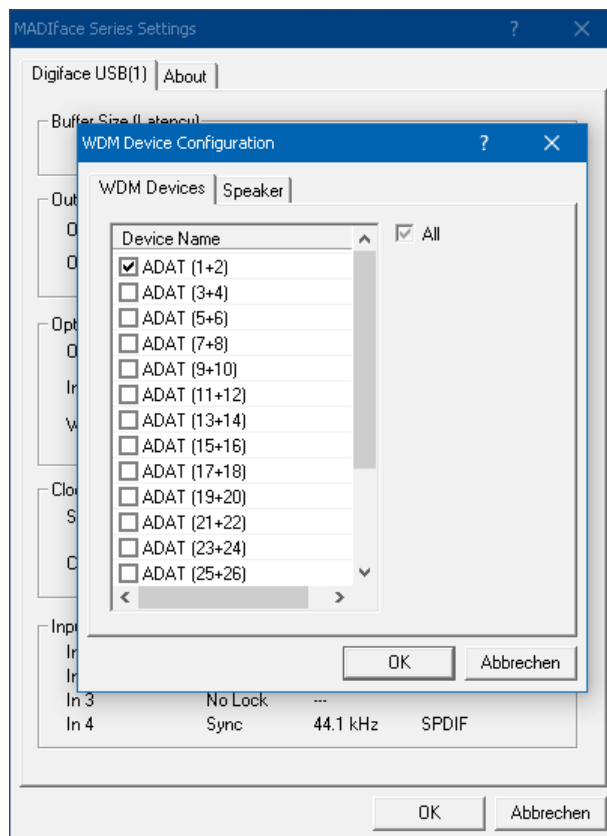 MADIface Series Settings
Digiface USB(1) About
Buffer Size (Latency)
WDM Device Configuration
WDM Devices Speaker
Device Name
All
ADAT (1+2)
ADAT (3+4)
ADAT (5+6)
ADAT (7+8)
ADAT (9+10)
ADAT (11+12)
ADAT (13+14)
ADAT (15+16)
ADAT (17+18)
ADAT (19+20)
ADAT (21+22)
ADAT (23+24)
ADAT (25+26)
OK Abbrechen
In 3 No Lock ---
In 4 Sync 44.1 kHz SPDIF
OK Abbrechen